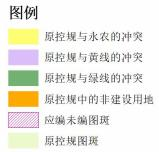 图例
原控规与永农的冲突
原控规与黄线的冲突
原控规与绿线的冲突
原控规中的非建设用地
应编未编图斑
原控规图斑